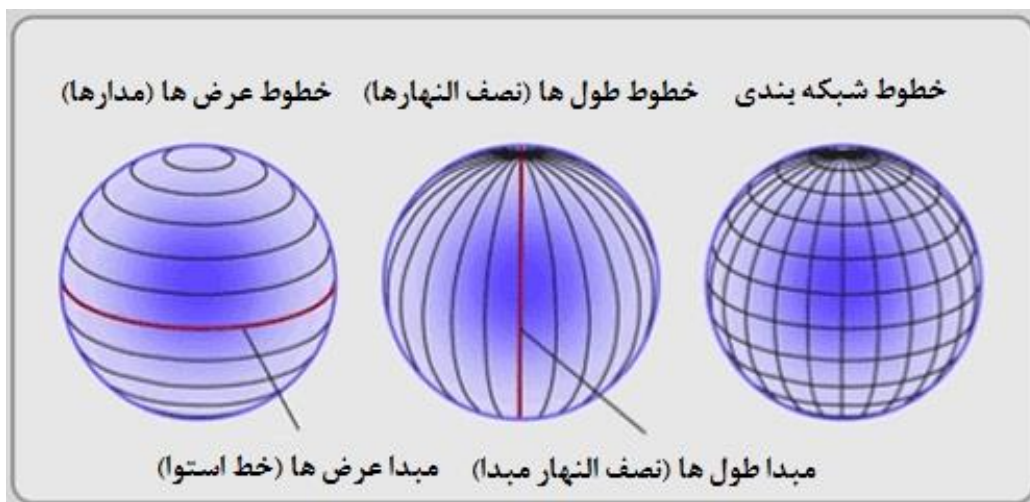 خطوط شبکه بندی
خطوط طول ها (نصف النهارها)
خطوط عرض ها (مدارها)
مبدا طول ها (نصف النهار مبدا)
مبدا عرض ها (خط استوا)